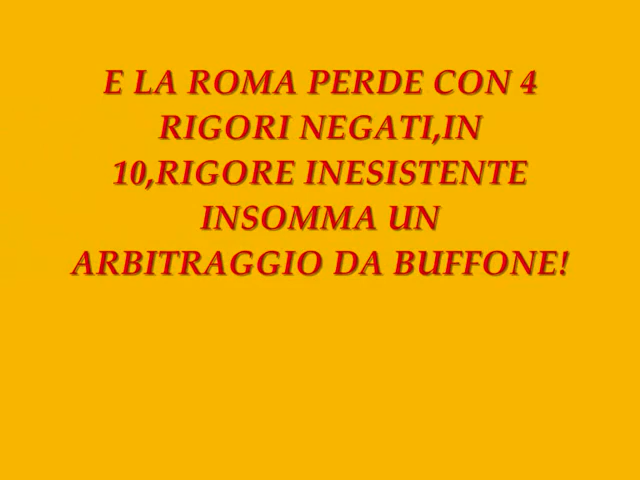 E LA ROMA PERDE CON 4
RIGORI NEGATI,IN
10,RIGORE INESISTENTE
INSOMMA UN
ARBITRAGGIO DA BUFFONE!